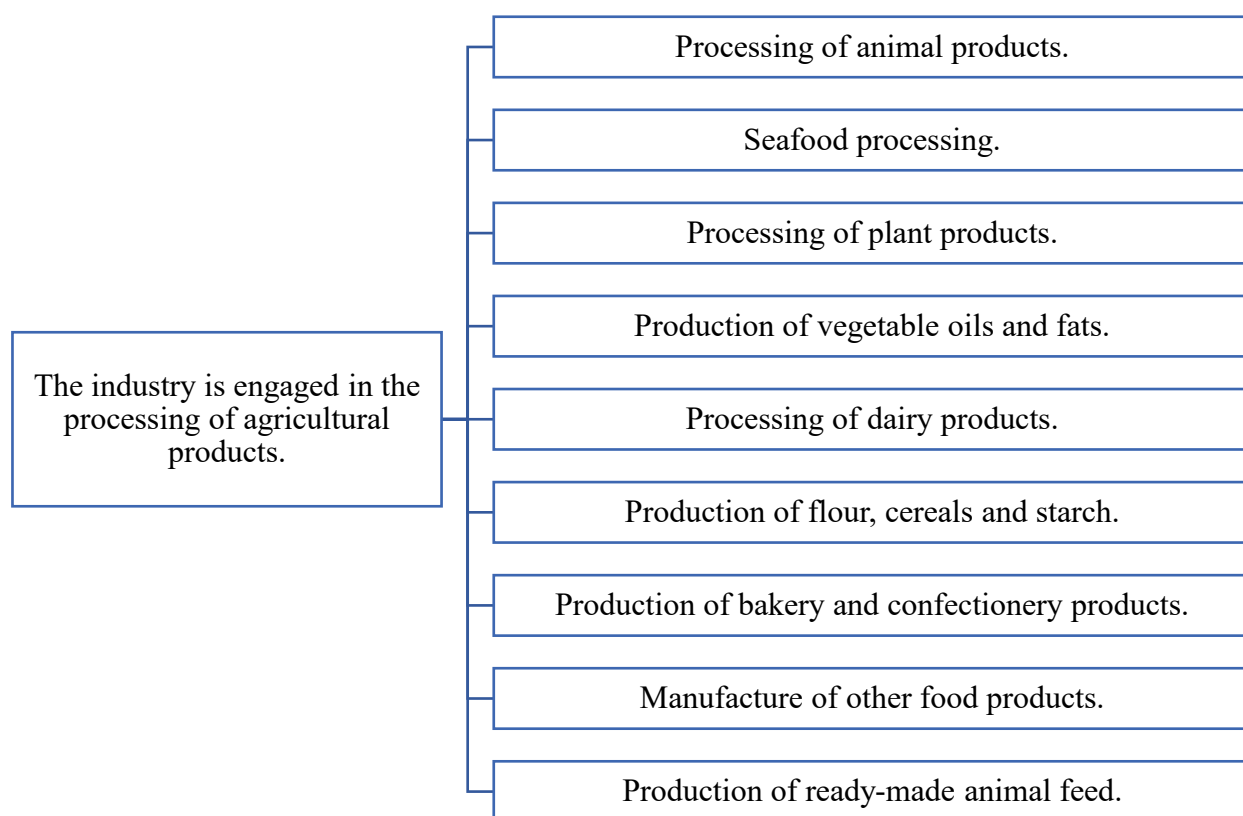 The industry is engaged in the
processing of agricultural
products.
Processing of animal products.
Seafood processing.
Processing of plant products.
Production of vegetable oils and fats.
Processing of dairy products.
Production of flour, cereals and starch.
Production of bakery and confectionery products.
Manufacture of other food products.
Production of ready-made animal feed.